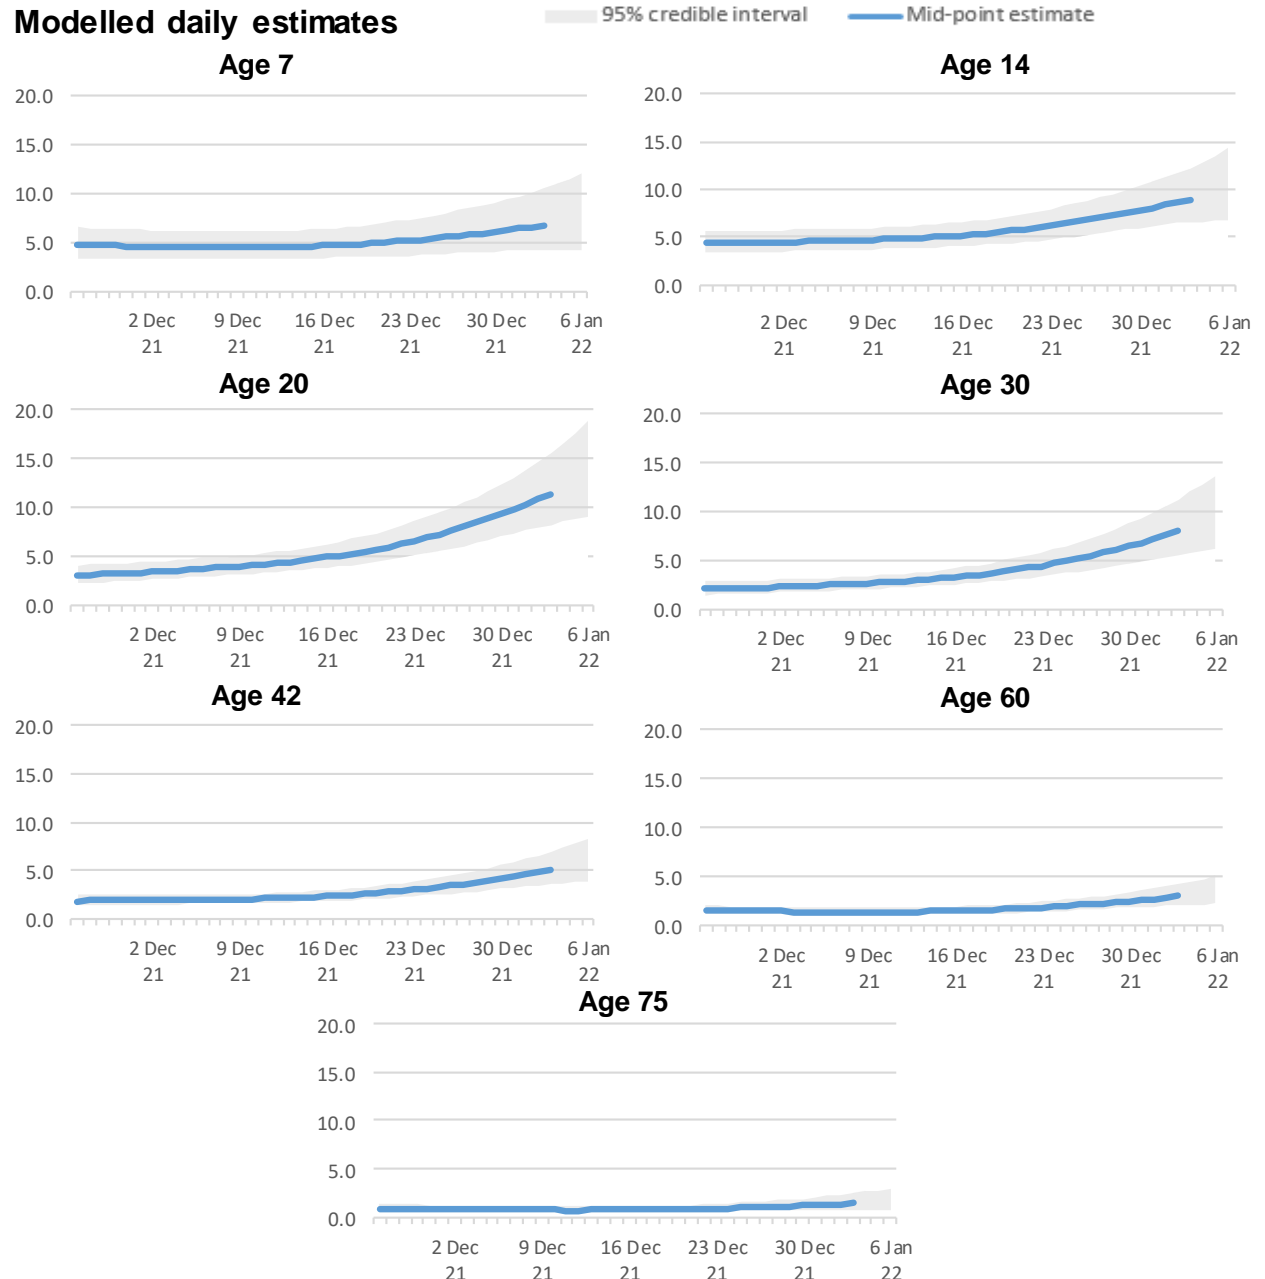 Modelled daily estimates
95% credible interval
Mid-point estimate
Age 7
20.0
15.0
10.0
5.0
0.0
2 Dec 21
9 Dec 21
16 Dec 21
23 Dec 21
30 Dec 21
6 Jan 22
Age 14
20.0
15.0
10.0
5.0
0.0
2 Dec 21
9 Dec 21
16 Dec 21
23 Dec 21
30 Dec 21
6 Jan 22
Age 20
20.0
15.0
10.0
5.0
0.0
2 Dec 21
9 Dec 21
16 Dec 21
23 Dec 21
30 Dec 21
6 Jan 22
Age 30
20.0
15.0
10.0
5.0
0.0
2 Dec 21
9 Dec 21
16 Dec 21
23 Dec 21
30 Dec 21
6 Jan 22
Age 42
20.0
15.0
10.0
5.0
0.0
2 Dec 21
9 Dec 21
16 Dec 21
23 Dec 21
30 Dec 21
6 Jan 22
Age 60
20.0
15.0
10.0
5.0
0.0
2 Dec 21
9 Dec 21
16 Dec 21
23 Dec 21
30 Dec 21
6 Jan 22
Age 75
20.0
15.0
10.0
5.0
0.0
2 Dec 21
9 Dec 21
16 Dec 21
23 Dec 21
30 Dec 21
6 Jan 22